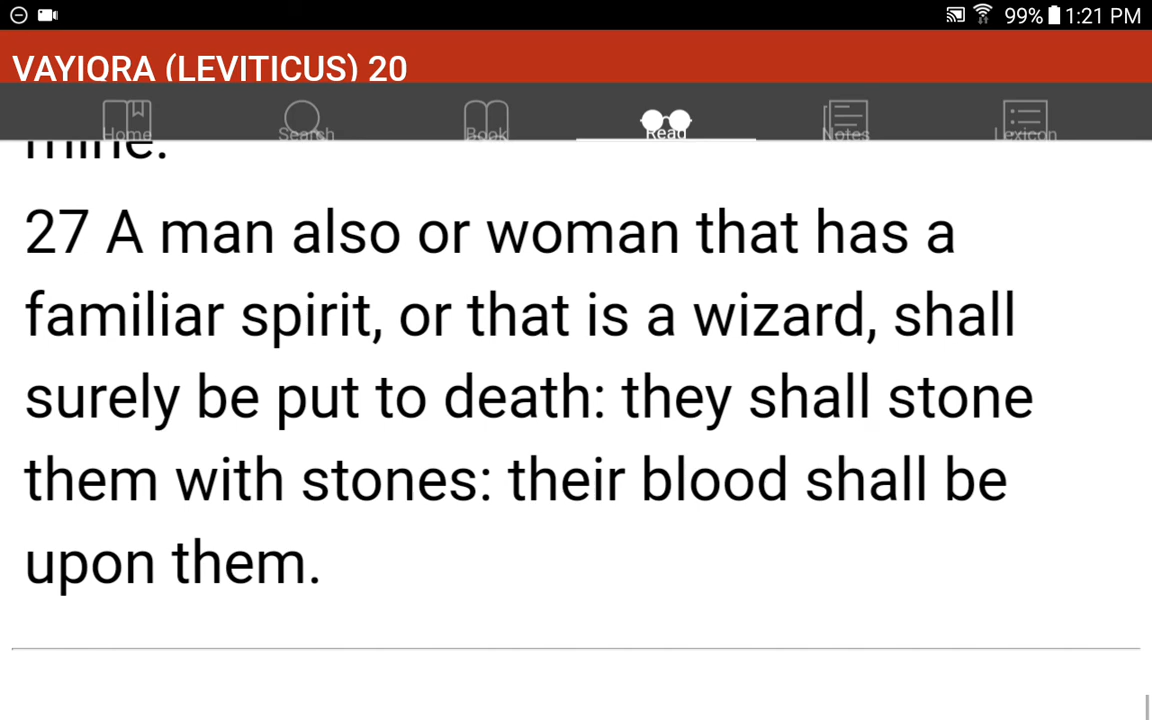 99% 1:21 PM
VAYIQRA (LEVITICUS) 20
Home Search Book Read Notes Lexicon
mine.
27 A man also or woman that has a
familiar spirit, or that is a wizard, shall
surely be put to death: they shall stone
them with stones: their blood shall be
upon them.